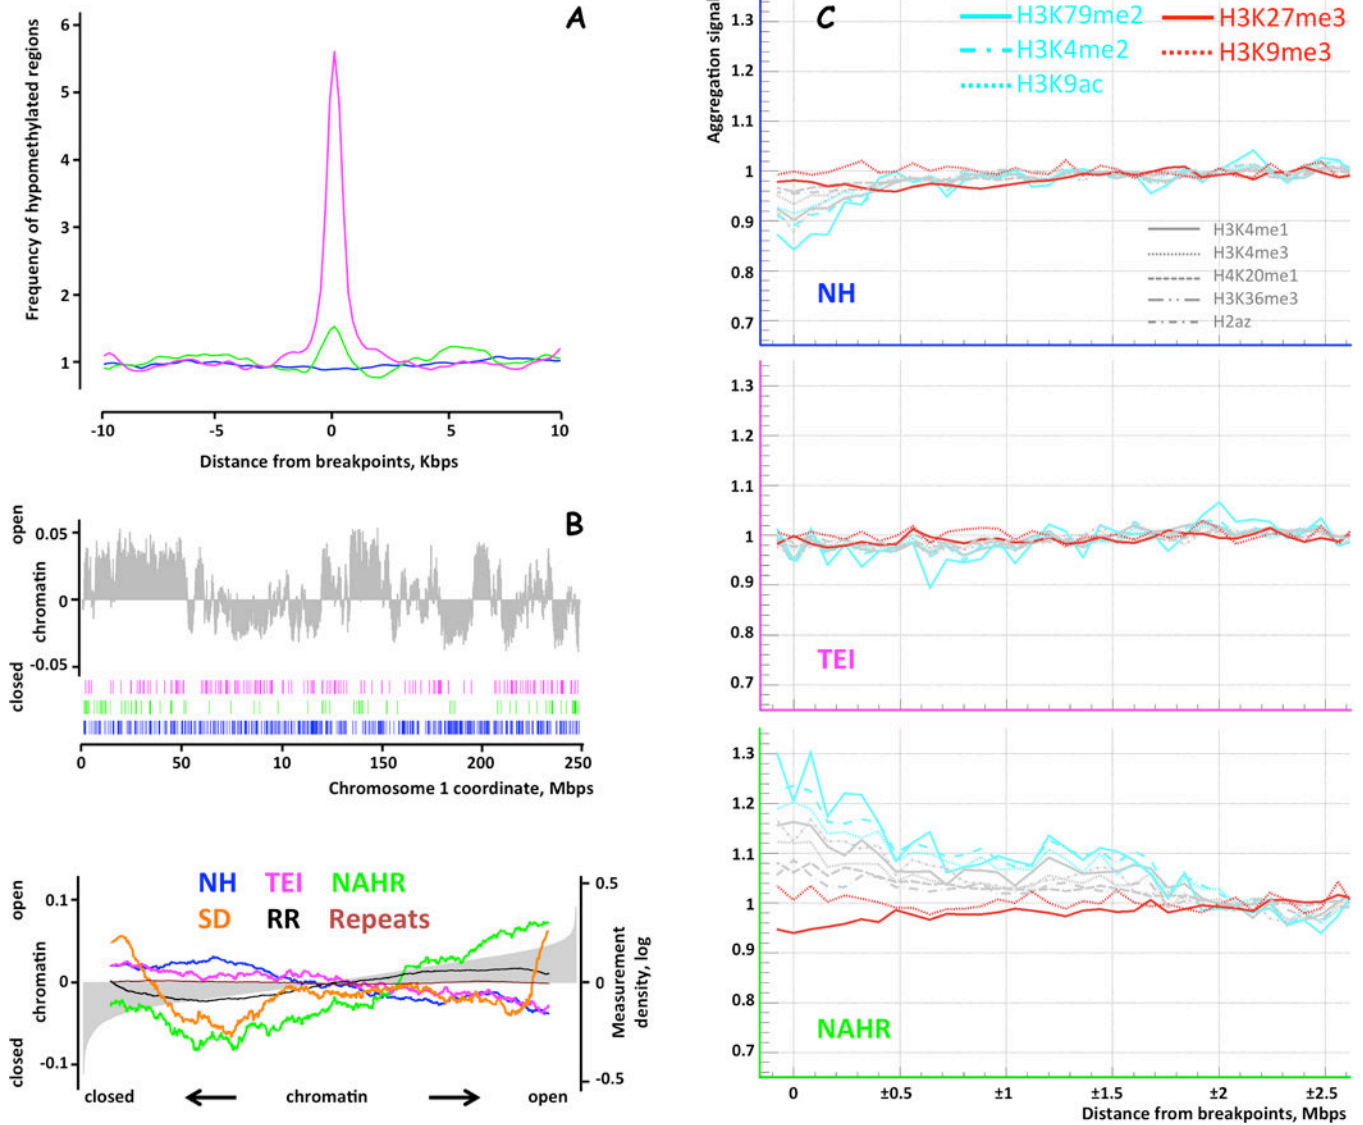 A
Frequency of hypomethylated regions
6
5
4
3
2
1
-10
-5
0
5
10
Distance from breakpoints, Kbps
B
open
chromatin
closed
0.05
0
-0.05
0
50
10
150
200
250
Chromosome 1 coordinate, Mbps
NH TEI NAHR
SD RR Repeats
open
chromatin
closed
0.1
0
-0.1
0.5
0
-0.5
Measurement
density, log
closed
chromatin
open
C
Aggregation signal
H3K79me2
H3K4me2
H3K9ac
H3K27me3
H3K9me3
1.3
1.2
1.1
1
0.9
0.8
0.7
H3K4me1
H3K4me3
H4K20me1
H3K36me3
H2az
NH
1.3
1.2
1.1
1
0.9
0.8
0.7
TEI
1.3
1.2
1.1
1
0.9
0.8
0.7
NAHR
0
±0.5
±1
±1.5
±2
±2.5
Distance from breakpoints, Mbps